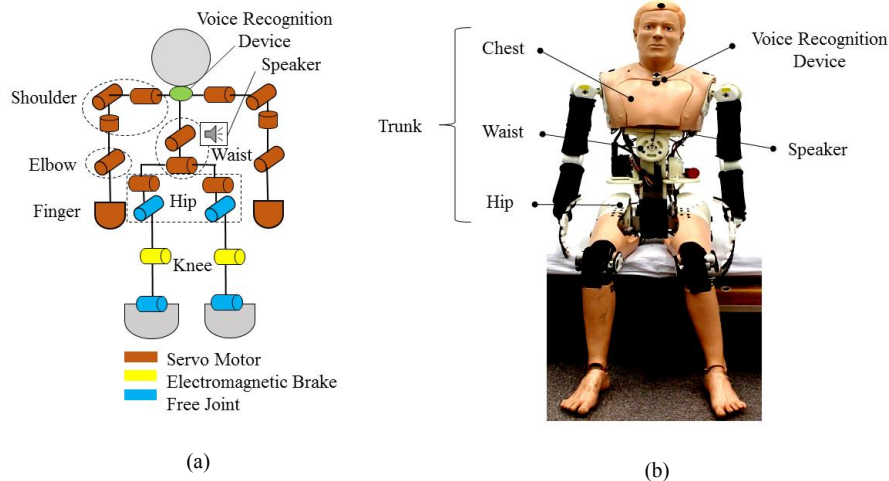 Voice Recognition
Device
Speaker
Shoulder
Elbow
Waist
Hip
Finger
Knee
Servo Motor
Electromagnetic Brake
Free Joint
(a)
Chest
Voice Recognition
Device
Trunk
Waist
Speaker
Hip
(b)